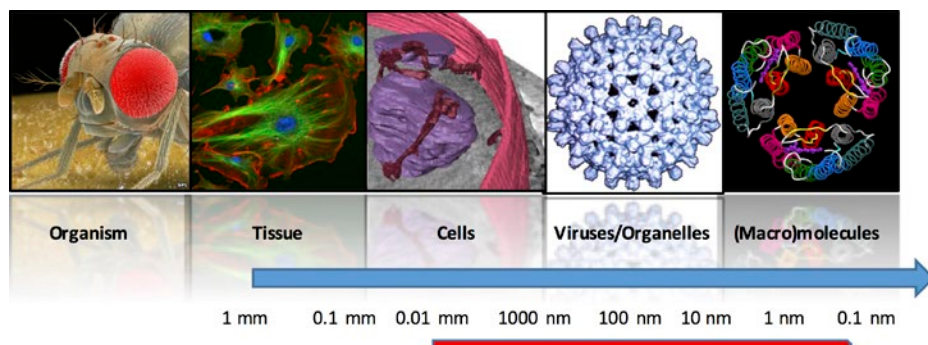 Organism Tissue Cells Viruses/Organelles (Macro)molecules
1 mm 0.1 mm 0.01 mm 1000 nm 100 nm 10 nm 1 nm 0.1 nm